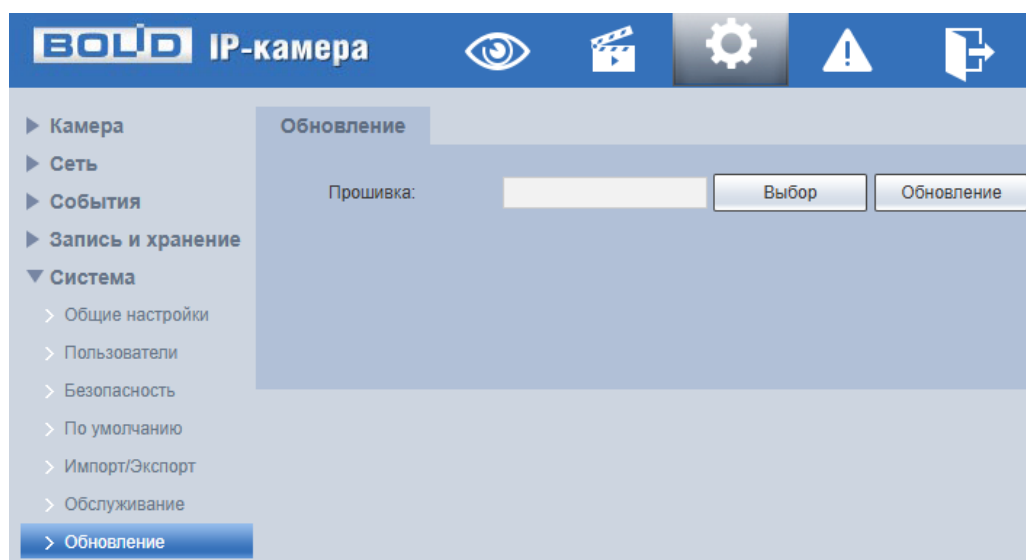 BOLID IP-камера
Камера
Сеть
События
Запись и хранение
Система
Общие настройки
Пользователи
Безопасность
По умолчанию
Импорт/Экспорт
Обслуживание
Обновление
Обновление
Прошивка: Выбор Обновление